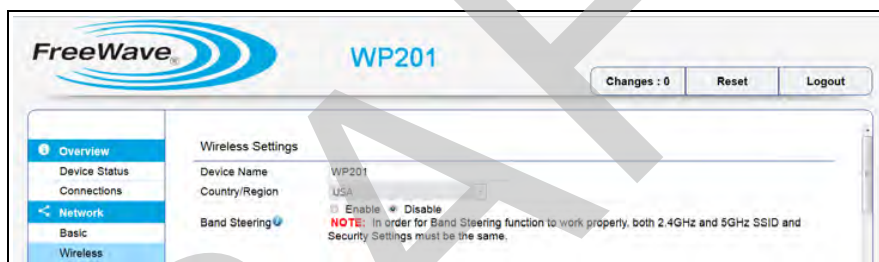 FreeWave®
WP201
Changes : 0 Reset Logout
Overview
Device Status
Connections
Network
Basic
Wireless
Wireless Settings
Device Name WP201
Country/Region USA
Band Steering Enable Disable
NOTE: In order for Band Steering function to work properly, both 2.4GHz and 5GHz SSID and
Security Settings must be the same.